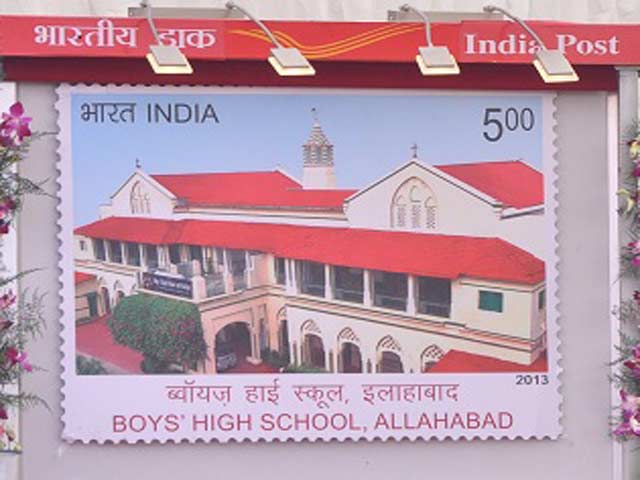 भारतीय डाक India Post
भारत INDIA 5.00
2013
ब्वॉयज़ हाई स्कूल, इलाहाबाद
BOYS' HIGH SCHOOL, ALLAHABAD